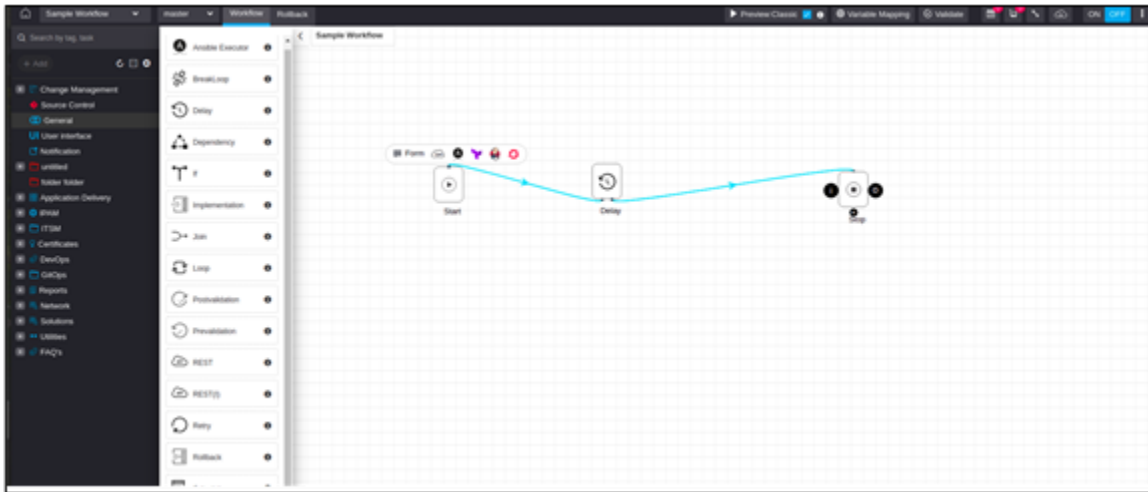 Sample Workflow
master
Workflow
Rollback
Preview Classic
Variable Mapping
Validate
ON
OFF
Search by tag, task
+ Add
Change Management
Source Control
General
User Interface
Notification
untitled
folder folder
Application Delivery
IPAM
ITSM
Certificates
DevOps
GitOps
Reports
Network
Solutions
Utilities
FAQ's
Ansible Executor
BreakLoop
Delay
Dependency
If
Implementation
Join
Loop
Postvalidation
Prevalidation
REST
REST(I)
Retry
Rollback
Sample Workflow
Form
Start
Delay
Stop